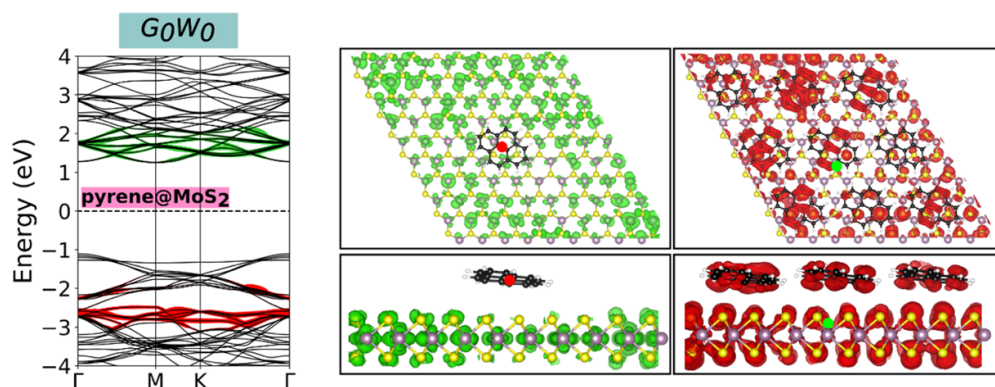 G₀W₀
Energy (eV)
4
3
2
1
0
−1
−2
−3
−4
pyrene@MoS₂
Γ M K Γ